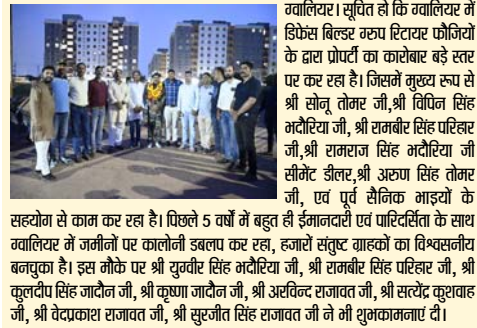 ग्वालियर। सूचित हो कि ग्वालियर में
डिफेंस बिल्डर ग्रुप रिटायर फौजियों
के द्वारा प्रोपर्टी का कारोबार बड़े स्तर
पर कर रहा है। जिसमें मुख्य रूप से
श्री सोनू तोमर जी,श्री विपिन सिंह
भदौरिया जी, श्री रामबीर सिंह परिहार
जी,श्री रामराज सिंह भदौरिया जी
सीमेंट डीलर,श्री अरुण सिंह तोमर
जी, एवं पूर्व सैनिक भाइयों के
सहयोग से काम कर रहा है। पिछले 5 वर्षों में बहुत ही ईमानदारी एवं पारिदर्सिता के साथ
ग्वालियर में जमीनों पर कालोनी डबलप कर रहा, हजारों संतुष्ट ग्राहकों का विश्वसनीय
बनचुका है। इस मौके पर श्री युग्वीर सिंह भदौरिया जी, श्री रामबीर सिंह परिहार जी, श्री
कुलदीप सिंह जादौन जी, श्री कृष्णा जादौन जी, श्री अरविन्द राजावत जी, श्री सत्येंद्र कुशवाह
जी, श्री वेदप्रकाश राजावत जी, श्री सुरजीत सिंह राजावत जी ने भी शुभकामनाएं दी।